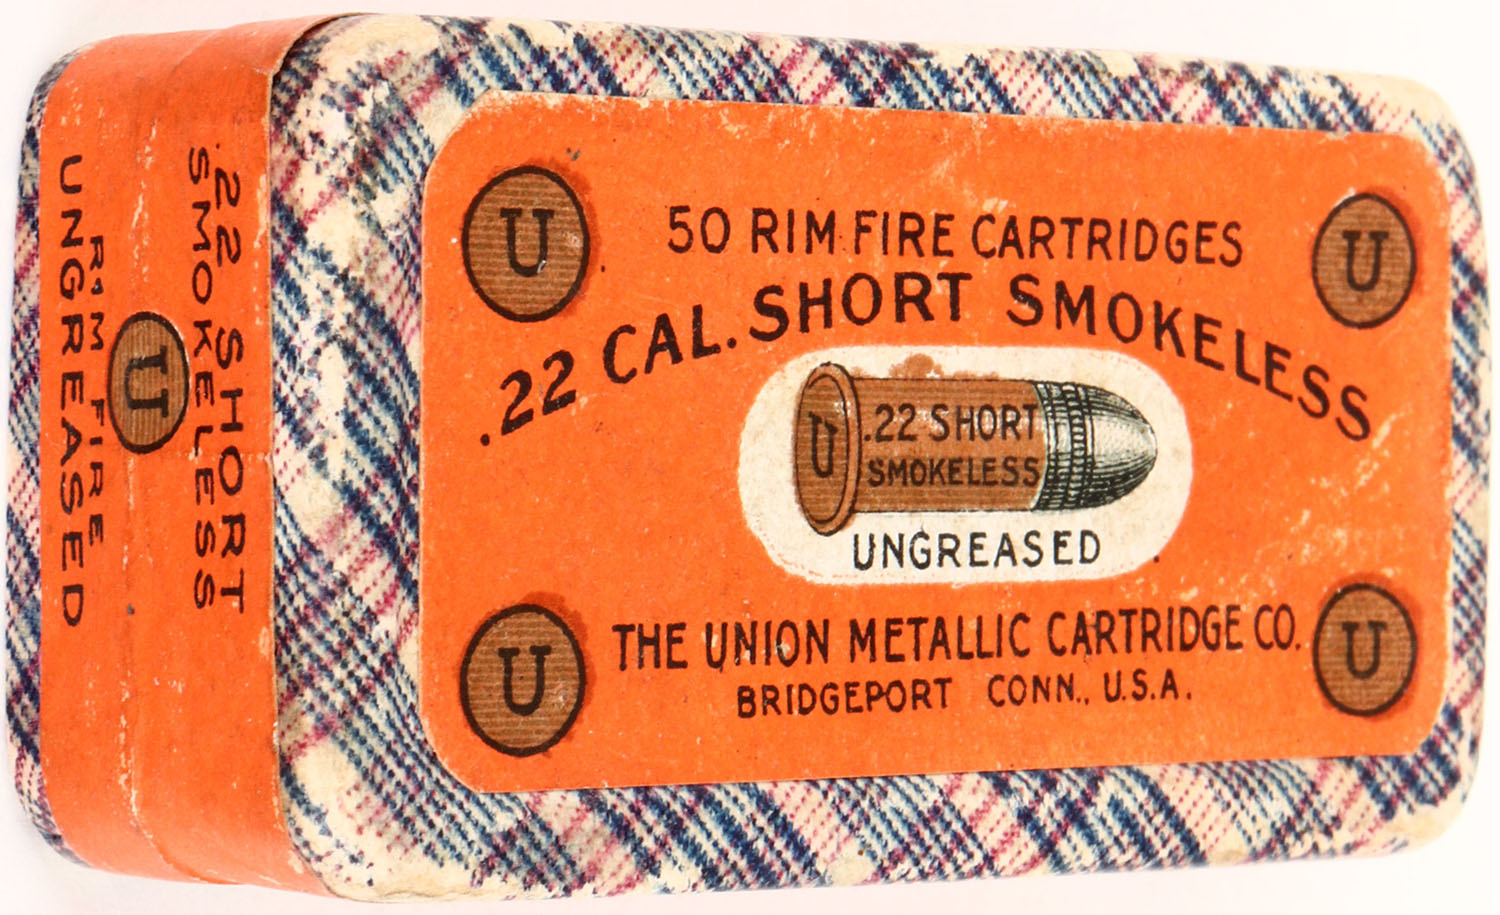 U
U
50 RIM FIRE CARTRIDGES
.22 CAL. SHORT SMOKELESS
U
.22 SHORT
SMOKELESS
UNGREASED
U
U
THE UNION METALLIC CARTRIDGE CO.
BRIDGEPORT CONN., U.S.A.
.22 SHORT
SMOKELESS
U
RIM FIRE
UNGREASED